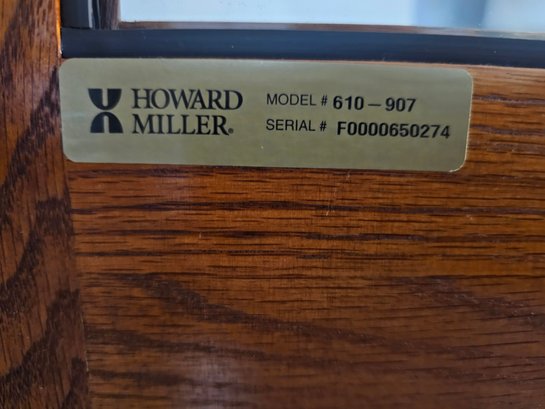 HOWARD
MILLER®
MODEL # 610-907
SERIAL # F0000650274